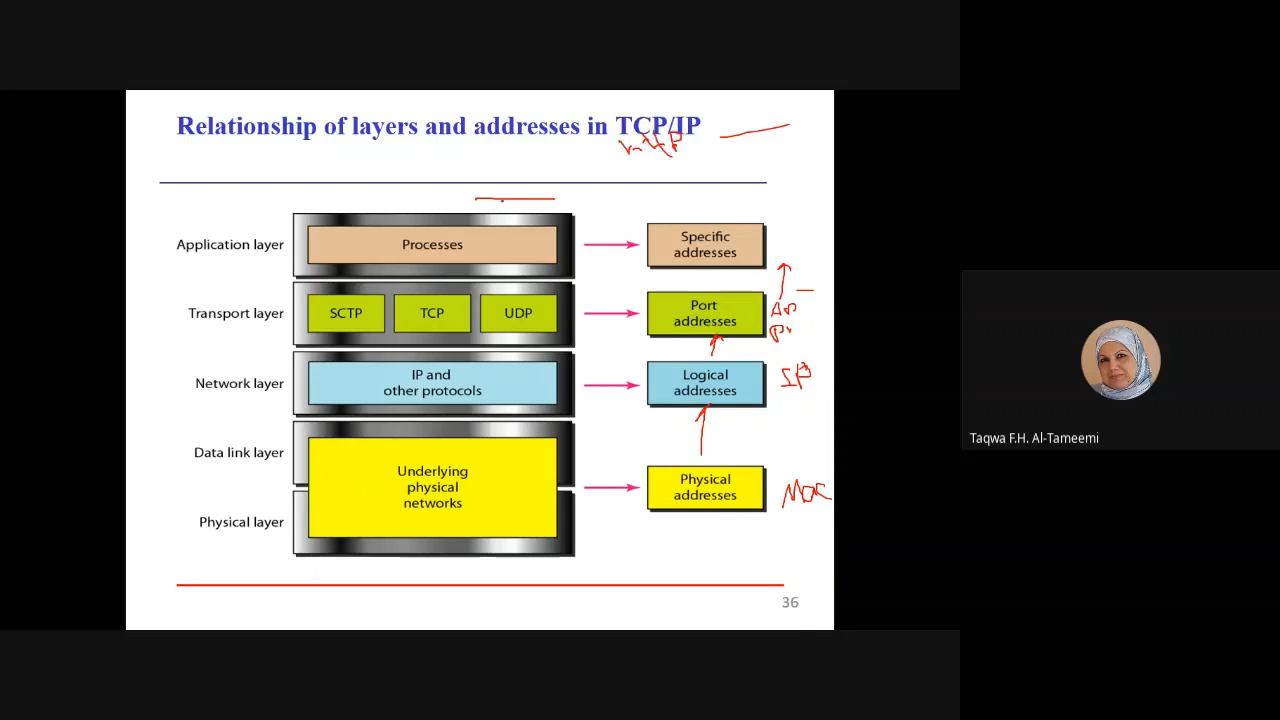 Relationship of layers and addresses in TCP/IP
Application layer
Processes
Specific
addresses
Transport layer
SCTP
TCP
UDP
Port
addresses
Network layer
IP and
other protocols
Logical
addresses
IP
Data link layer
Physical layer
Underlying
physical
networks
Physical
addresses
MAC
36
Taqwa F.H. Al-Tameemi